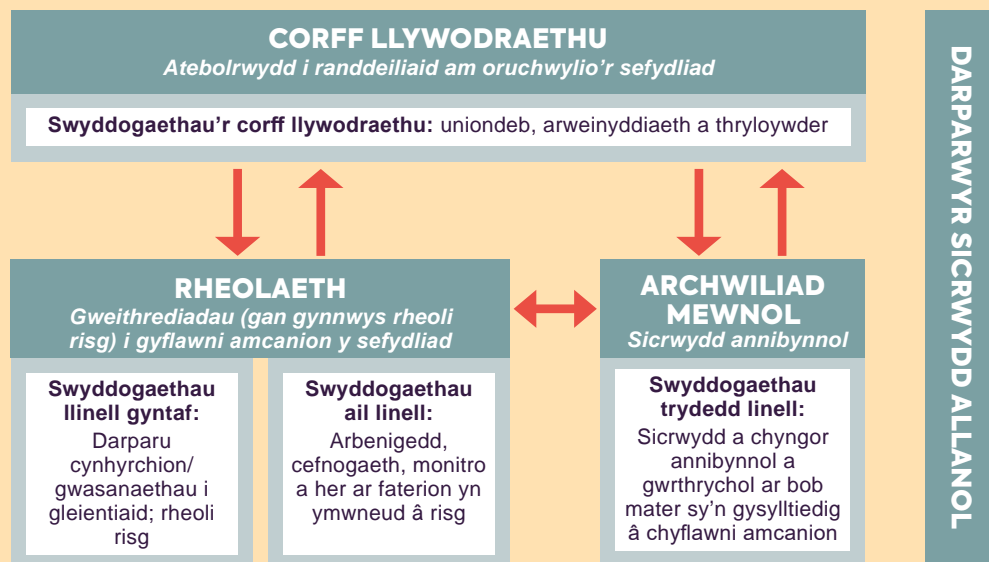 CORFF LLYWODRAETHU
Atebolrwydd i randdeiliaid am oruchwylio'r sefydliad
Swyddogaethau'r corff llywodraethu: uniondeb, arweinyddiaeth a thryloywder
RHEOLAETH
Gweithrediadau (gan gynnwys rheoli
risg) i gyflawni amcanion y sefydliad
Swyddogaethau
llinell gyntaf:
Darparu
cynhyrchion/
gwasanaethau i
gleientiaid; rheoli
risg
Swyddogaethau
ail linell:
Arbenigedd,
cefnogaeth, monitro
a her ar faterion yn
ymwneud â risg
ARCHWILIAD
MEWNOL
Sicrwydd annibynnol
Swyddogaethau
trydedd linell:
Sicrwydd a chyngor
annibynnol a
gwrthrychol ar bob
mater sy'n gysylltiedig
â chyflawni amcanion
DARPARWYR SICRWYDD ALLANOL